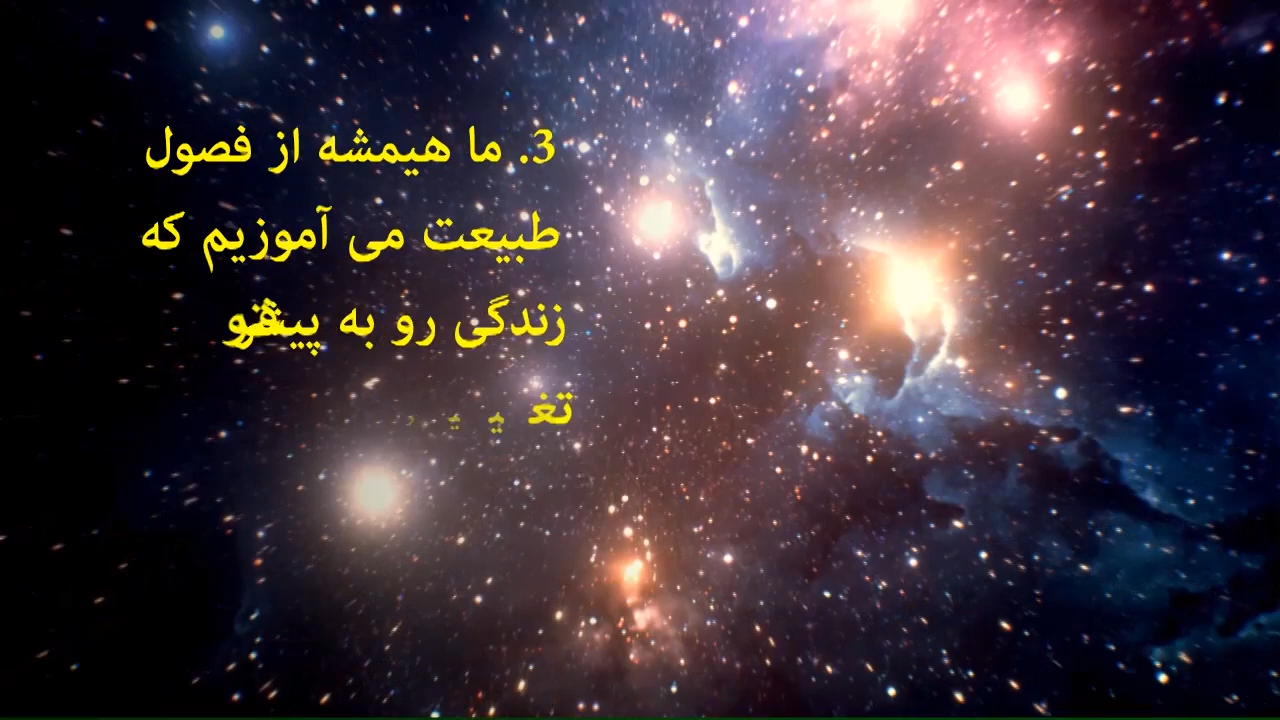 3. ما هیمشه از فصول
طبیعت می آموزیم که
زندگی رو به